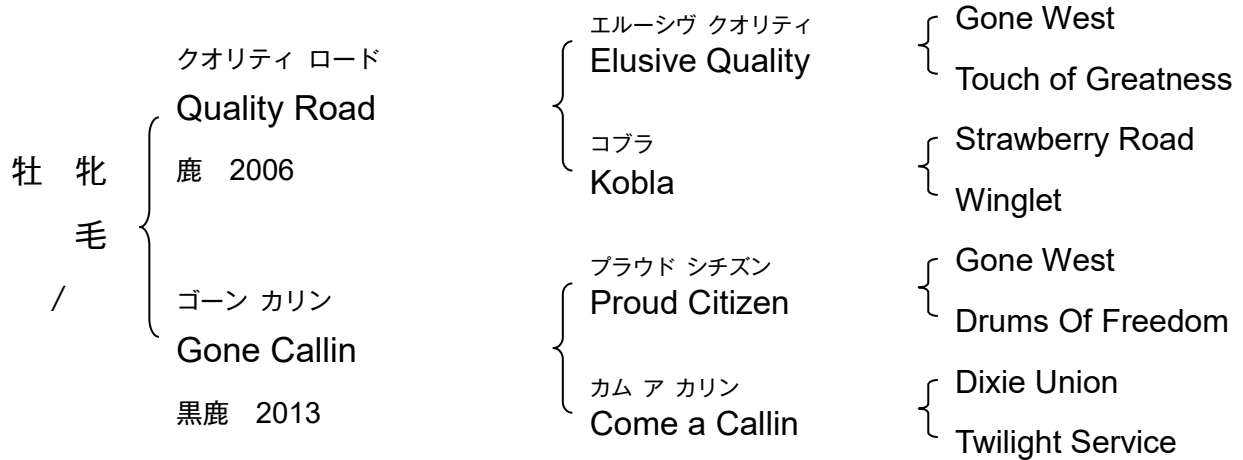 牡 牝
毛
/
クオリティ ロード
Quality Road
鹿 2006
ゴーン カリン
Gone Callin
黒鹿 2013
エルーシヴ クオリティ
Elusive Quality
コブラ
Kobla
プラウド シチズン
Proud Citizen
カム ア カリン
Come a Callin
Gone West
Touch of Greatness
Strawberry Road
Winglet
Gone West
Drums Of Freedom
Dixie Union
Twilight Service